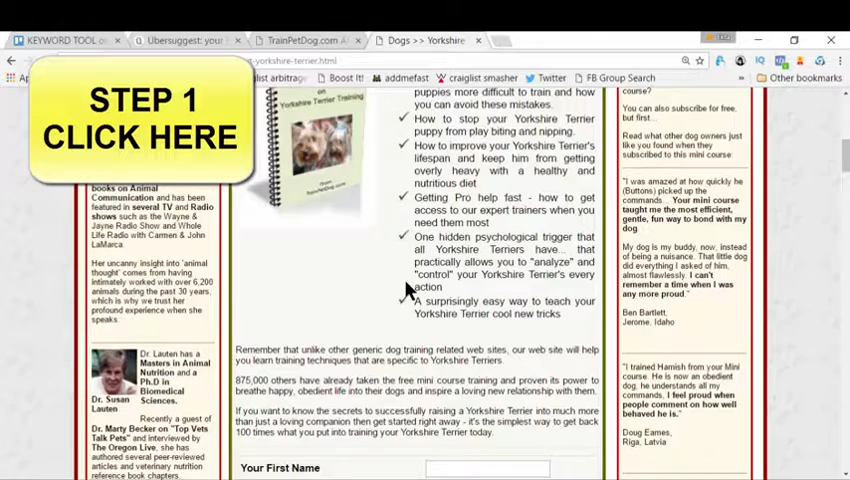 KEYWORD TOOL on
Ubersuggest: your
TrainPetDog.com A
Dogs >> Yorkshire
t-yorkshire-terrier.html
Ap
glist arbitrage
Boost It!
addmefast
craiglist smasher
Twitter
FB Group Search
Other bookmarks
STEP 1
CLICK HERE
on
Yorkshire Terrier Training
From
TrainPetDog.com
books on Animal
Communication and has been
featured in several TV and Radio
shows such as the Wayne &
Jayne Radio Show and Whole
Life Radio with Carmen & John
LaMarca.
Her uncanny insight into 'animal
thought' comes from having
intimately worked with over 6,200
animals during the past 30 years,
which is why we trust her
profound experience when she
speaks.
Dr. Susan
Lauten
Dr. Lauten has a
Masters in Animal
Nutrition and a
Ph.D in
Biomedical
Sciences.
Recently a guest of
Dr. Marty Becker on "Top Vets
Talk Pets" and interviewed by
The Oregon Live, she has
authored several peer-reviewed
articles and veterinary nutrition
reference book chapters.
puppies more difficult to train and how
you can avoid these mistakes.
How to stop your Yorkshire Terrier
puppy from play biting and nipping.
How to improve your Yorkshire Terrier's
lifespan and keep him from getting
overly heavy with a healthy and
nutritious diet
Getting Pro help fast - how to get
access to our expert trainers when you
need them most
One hidden psychological trigger that
all Yorkshire Terriers have... that
practically allows you to "analyze" and
"control" your Yorkshire Terrier's every
action
A surprisingly easy way to teach your
Yorkshire Terrier cool new tricks
Remember that unlike other generic dog training related web sites, our web site will help
you learn training techniques that are specific to Yorkshire Terriers.
875,000 others have already taken the free mini course training and proven its power to
breathe happy, obedient life into their dogs and inspire a loving new relationship with them.
If you want to know the secrets to successfully raising a Yorkshire Terrier into much more
than just a loving companion then get started right away - it's the simplest way to get back
100 times what you put into training your Yorkshire Terrier today.
Your First Name
course?
You can also subscribe for free,
but first...
Read what other dog owners just
like you found when they
subscribed to this mini course:
"I was amazed at how quickly he
(Buttons) picked up the
commands... Your mini course
taught me the most efficient,
gentle, fun way to bond with my
dog.
My dog is my buddy, now, instead
of being a nuisance. That little dog
did everything I asked of him,
almost flawlessly. I can't
remember a time when I was
any more proud."
Ben Bartlett,
Jerome, Idaho
"I trained Hamish from your Mini
course. He is now an obedient
dog, he understands all my
commands, I feel proud when
people comment on how well
behaved he is."
Doug Eames,
Riga, Latvia